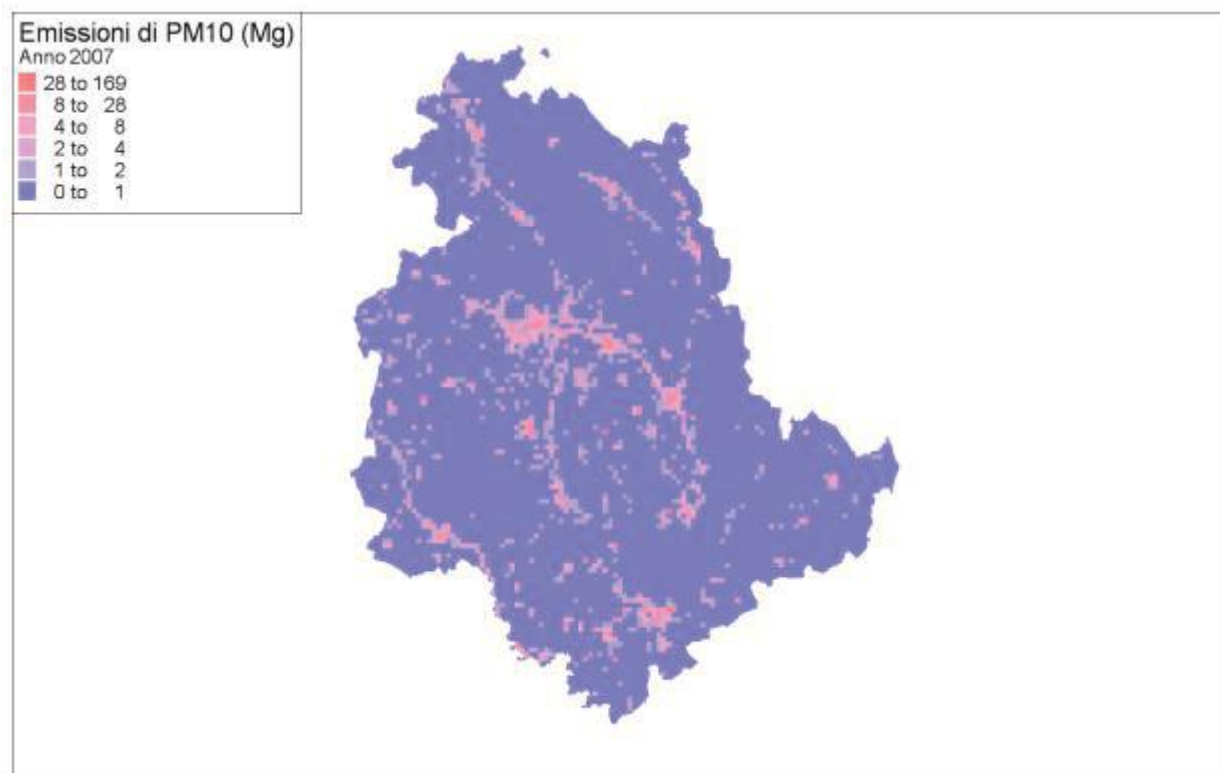 Emissioni di PM10 (Mg)
Anno 2007
28 to 169
8 to 28
4 to 8
2 to 4
1 to 2
0 to 1